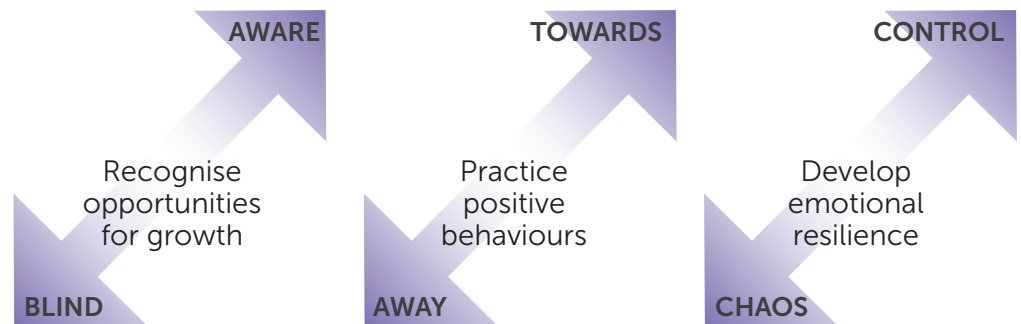 AWARE
Recognise
opportunities
for growth
BLIND
TOWARDS
Practice
positive
behaviours
AWAY
CONTROL
Develop
emotional
resilience
CHAOS